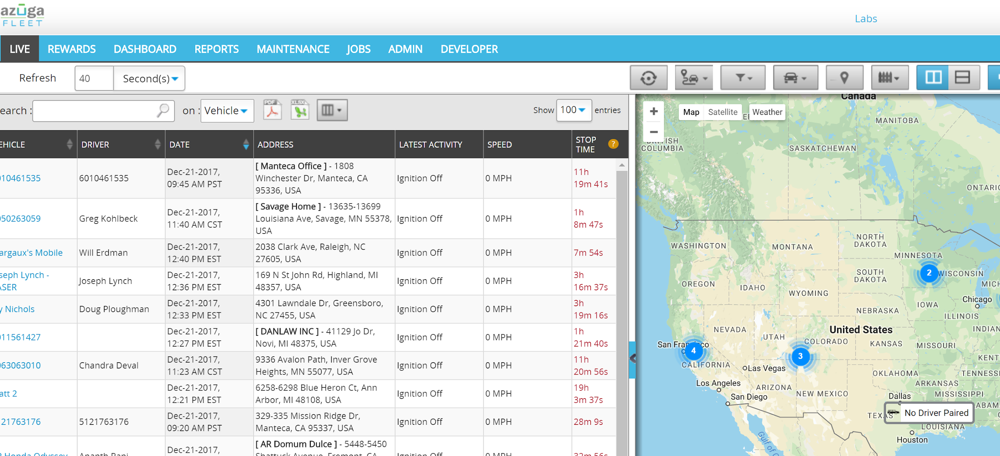 azuga
FLEET
Labs
LIVE REWARDS DASHBOARD REPORTS MAINTENANCE JOBS ADMIN DEVELOPER
Refresh 40 Second(s)
earch : on : Vehicle PDF XLSX Show 100 entries
EHICLE DRIVER DATE ADDRESS LATEST ACTIVITY SPEED STOP TIME ?
010461535 6010461535 Dec-21-2017, 09:45 AM PST [ Manteca Office ] - 1808 Winchester Dr, Manteca, CA 95336, USA Ignition Off 0 MPH 11h 19m 41s
050263059 Greg Kohlbeck Dec-21-2017, 11:40 AM CST [ Savage Home ] - 13635-13699 Louisiana Ave, Savage, MN 55378, USA Ignition Off 0 MPH 1h 8m 47s
argaux's Mobile Will Erdman Dec-21-2017, 12:40 PM EST 2038 Clark Ave, Raleigh, NC 27605, USA Ignition Off 0 MPH 7m 54s
seph Lynch - ASER Joseph Lynch Dec-21-2017, 12:36 PM EST 169 N St John Rd, Highland, MI 48357, USA Ignition Off 0 MPH 3h 16m 37s
y Nichols Doug Ploughman Dec-21-2017, 12:33 PM EST 4301 Lawndale Dr, Greensboro, NC 27455, USA Ignition Off 0 MPH 3h 19m 16s
011561427 Dec-21-2017, 12:27 PM EST [ DANLAW INC ] - 41129 Jo Dr, Novi, MI 48375, USA Ignition Off 0 MPH 1h 21m 40s
063063010 Chandra Deval Dec-21-2017, 11:23 AM CST 9336 Avalon Path, Inver Grove Heights, MN 55077, USA Ignition Off 0 MPH 11h 20m 56s
att 2 Dec-21-2017, 12:21 PM EST 6258-6298 Blue Heron Ct, Ann Arbor, MI 48108, USA Ignition Off 0 MPH 19h 3m 37s
121763176 5121763176 Dec-21-2017, 09:20 AM PST 329-335 Mission Ridge Dr, Manteca, CA 95337, USA Ignition Off 0 MPH 28m 9s
Honda Odyssey Dec-21-2017, [ AR Domum Dulce ] - 5448-5450 Shattuck Avenue, Fremont, CA Ignition Off 0 MPH 32m 56s
Canada
Map Satellite Weather
MANITOBA
BRITISH COLUMBIA
SASKATCHEWAN
ONTARIO
WASHINGTON
MONTANA
NORTH DAKOTA
MINNESOTA
2
WISCONSIN
SOUTH DAKOTA
OREGON
IDAHO
MICH
WYOMING
Chicago
IOWA
NEBRASKA
ILLINOIS
United States
NEVADA
INDIAN
UTAH
COLORADO
KANSAS
MISSOURI
San Francisco
4
3
KENT
CALIFORNIA
Las Vegas
OKLAHOMA
TENNESS
Los Angeles
ARIZONA
ARKANSAS
NEW MEXICO
MISSISSIPPI
San Diego
Dallas
ABAM
TEXAS
No Driver Paired
LOUISIANA
Houston
Gulf of C